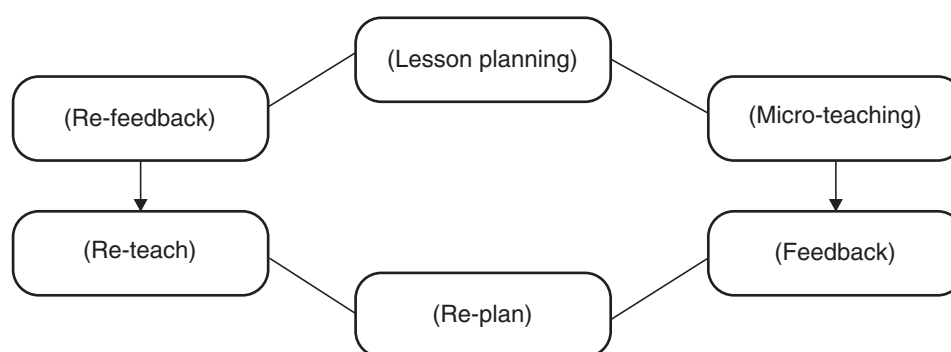 (Lesson planning)
(Re-feedback)
(Micro-teaching)
(Re-teach)
(Feedback)
(Re-plan)